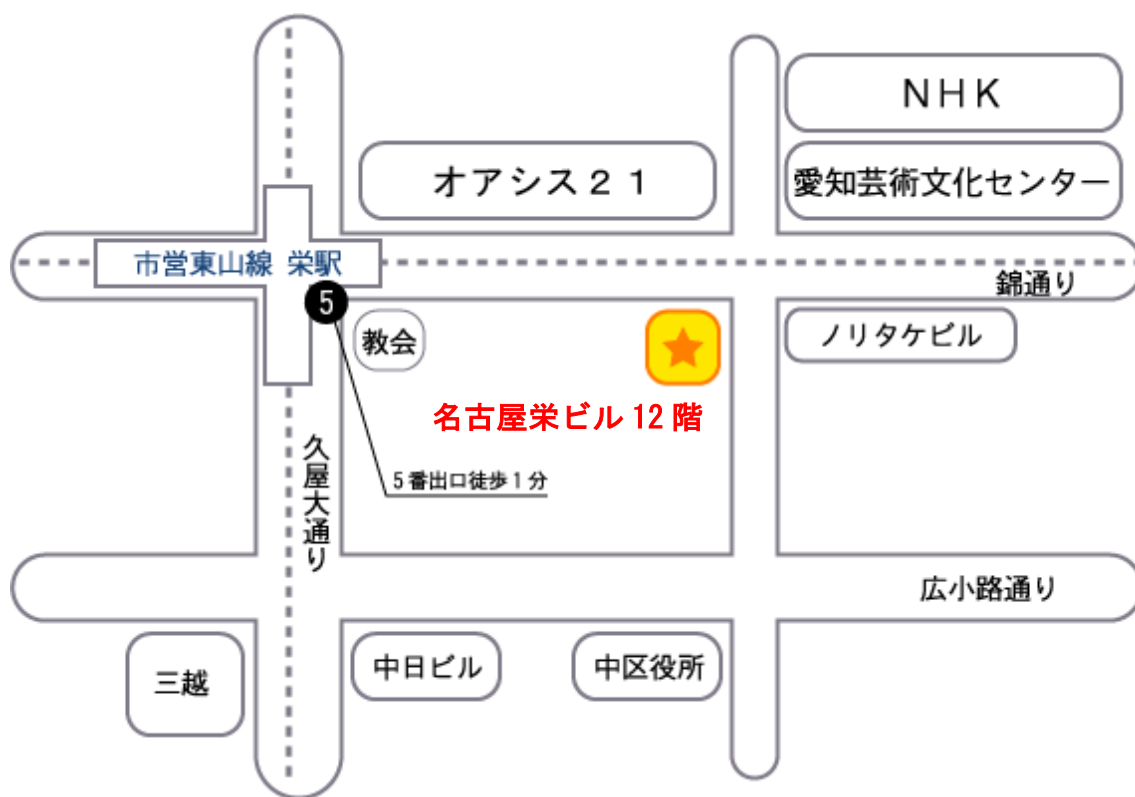 NHK
オアシス21
愛知芸術文化センター
市営東山線 栄駅
錦通り
5
教会
ノリタケビル
名古屋栄ビル12階
久屋大通り
5番出口徒歩1分
広小路通り
三越
中日ビル
中区役所